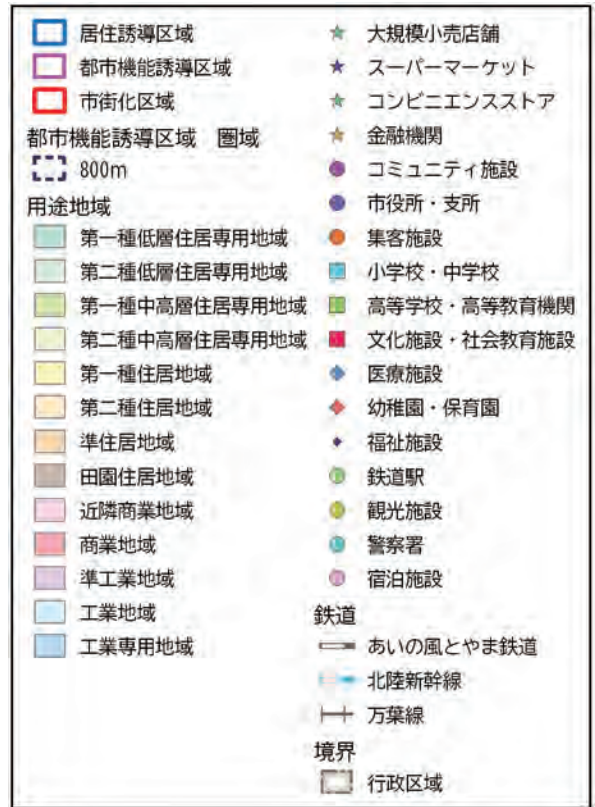 居住誘導区域
都市機能誘導区域
市街化区域
都市機能誘導区域 圏域
800m
用途地域
第一種低層住居専用地域
第二種低層住居専用地域
第一種中高層住居専用地域
第二種中高層住居専用地域
第一種住居地域
第二種住居地域
準住居地域
田園住居地域
近隣商業地域
商業地域
準工業地域
工業地域
工業専用地域
大規模小売店舗
スーパーマーケット
コンビニエンスストア
金融機関
コミュニティ施設
市役所・支所
集客施設
小学校・中学校
高等学校・高等教育機関
文化施設・社会教育施設
医療施設
幼稚園・保育園
福祉施設
鉄道駅
観光施設
警察署
宿泊施設
鉄道
あいの風とやま鉄道
北陸新幹線
万葉線
境界
行政区域